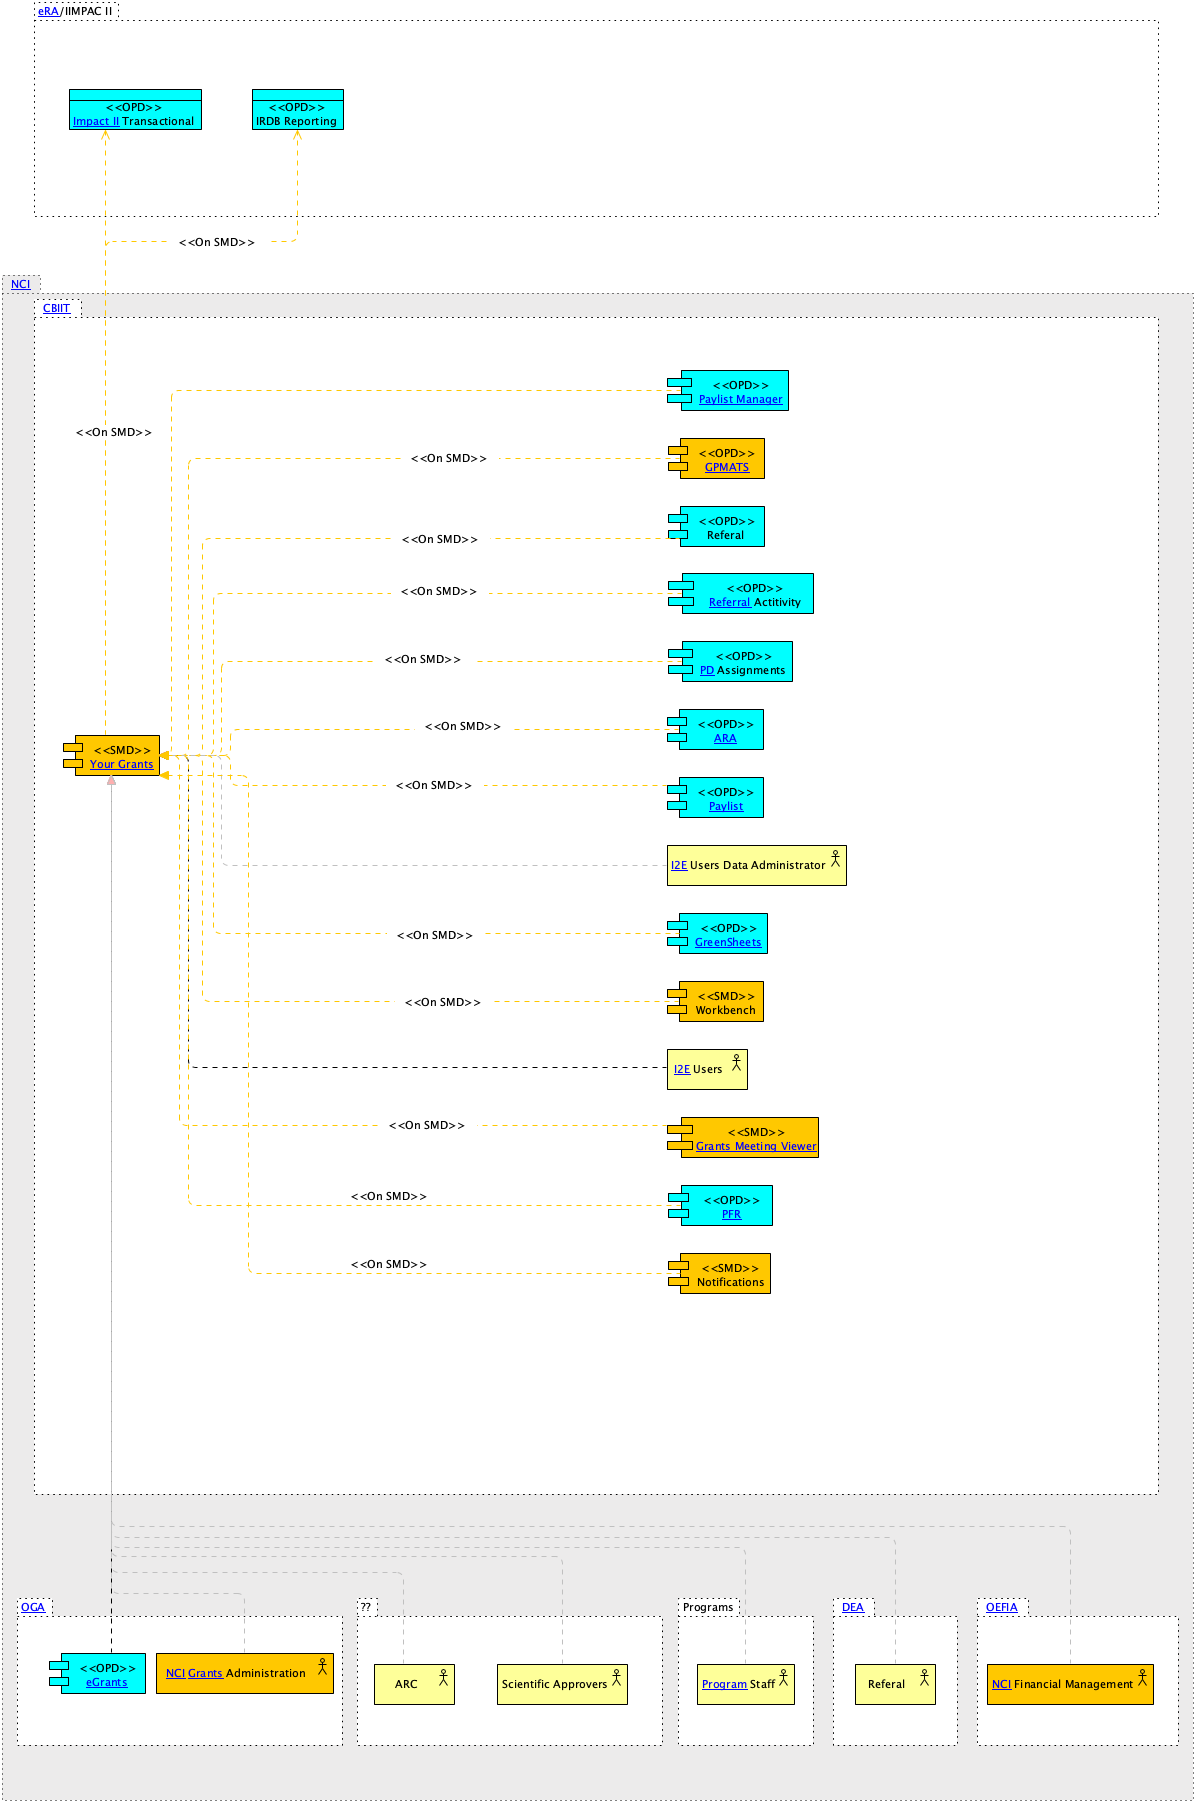 eRA/IIMPAC II
<<OPD>>
Impact II Transactional
<<OPD>>
IRDB Reporting
<<On SMD>>
NCI
CBIIT
<<OPD>>
Paylist Manager
<<On SMD>>
<<OPD>>
GPMATS
<<On SMD>>
<<OPD>>
Referal
<<On SMD>>
<<OPD>>
Referral Actitivity
<<On SMD>>
<<OPD>>
PD Assignments
<<On SMD>>
<<OPD>>
ARA
<<On SMD>>
<<SMD>>
Your Grants
<<OPD>>
Paylist
<<On SMD>>
I2E Users Data Administrator
<<OPD>>
GreenSheets
<<On SMD>>
<<SMD>>
Workbench
<<On SMD>>
I2E Users
<<SMD>>
Grants Meeting Viewer
<<On SMD>>
<<OPD>>
PFR
<<On SMD>>
<<SMD>>
Notifications
<<On SMD>>
OGA
<<OPD>>
eGrants
NCI Grants Administration
??
ARC
Scientific Approvers
Programs
Program Staff
DEA
Referal
OEFIA
NCI Financial Management